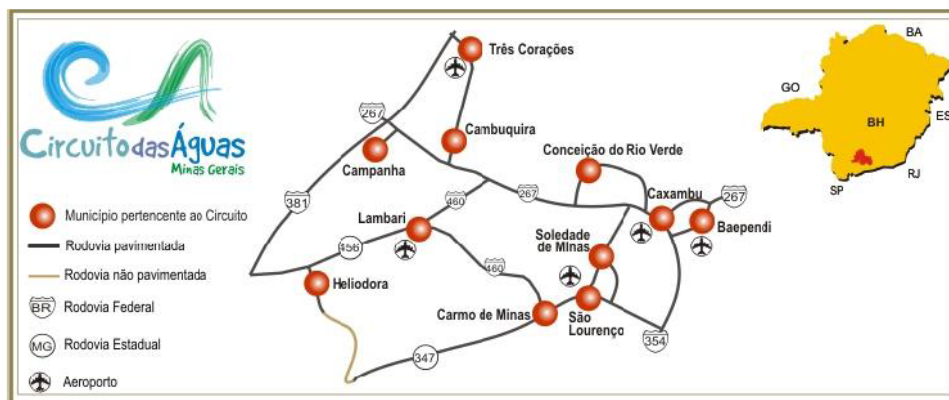 Circuito das Águas
Minas Gerais
Município pertencente ao Circuito
Rodovia pavimentada
Rodovia não pavimentada
BR Rodovia Federal
MG Rodovia Estadual
Aeroporto
Três Corações
267
Cambuquira
Campanha
Conceição do Rio Verde
381
460
267
Caxambu
267
Lambari
Baependi
456
Soledade
de Minas
460
Heliodora
Carmo de Minas
São
Lourenço
354
347
BA
GO
ES
BH
RJ
SP